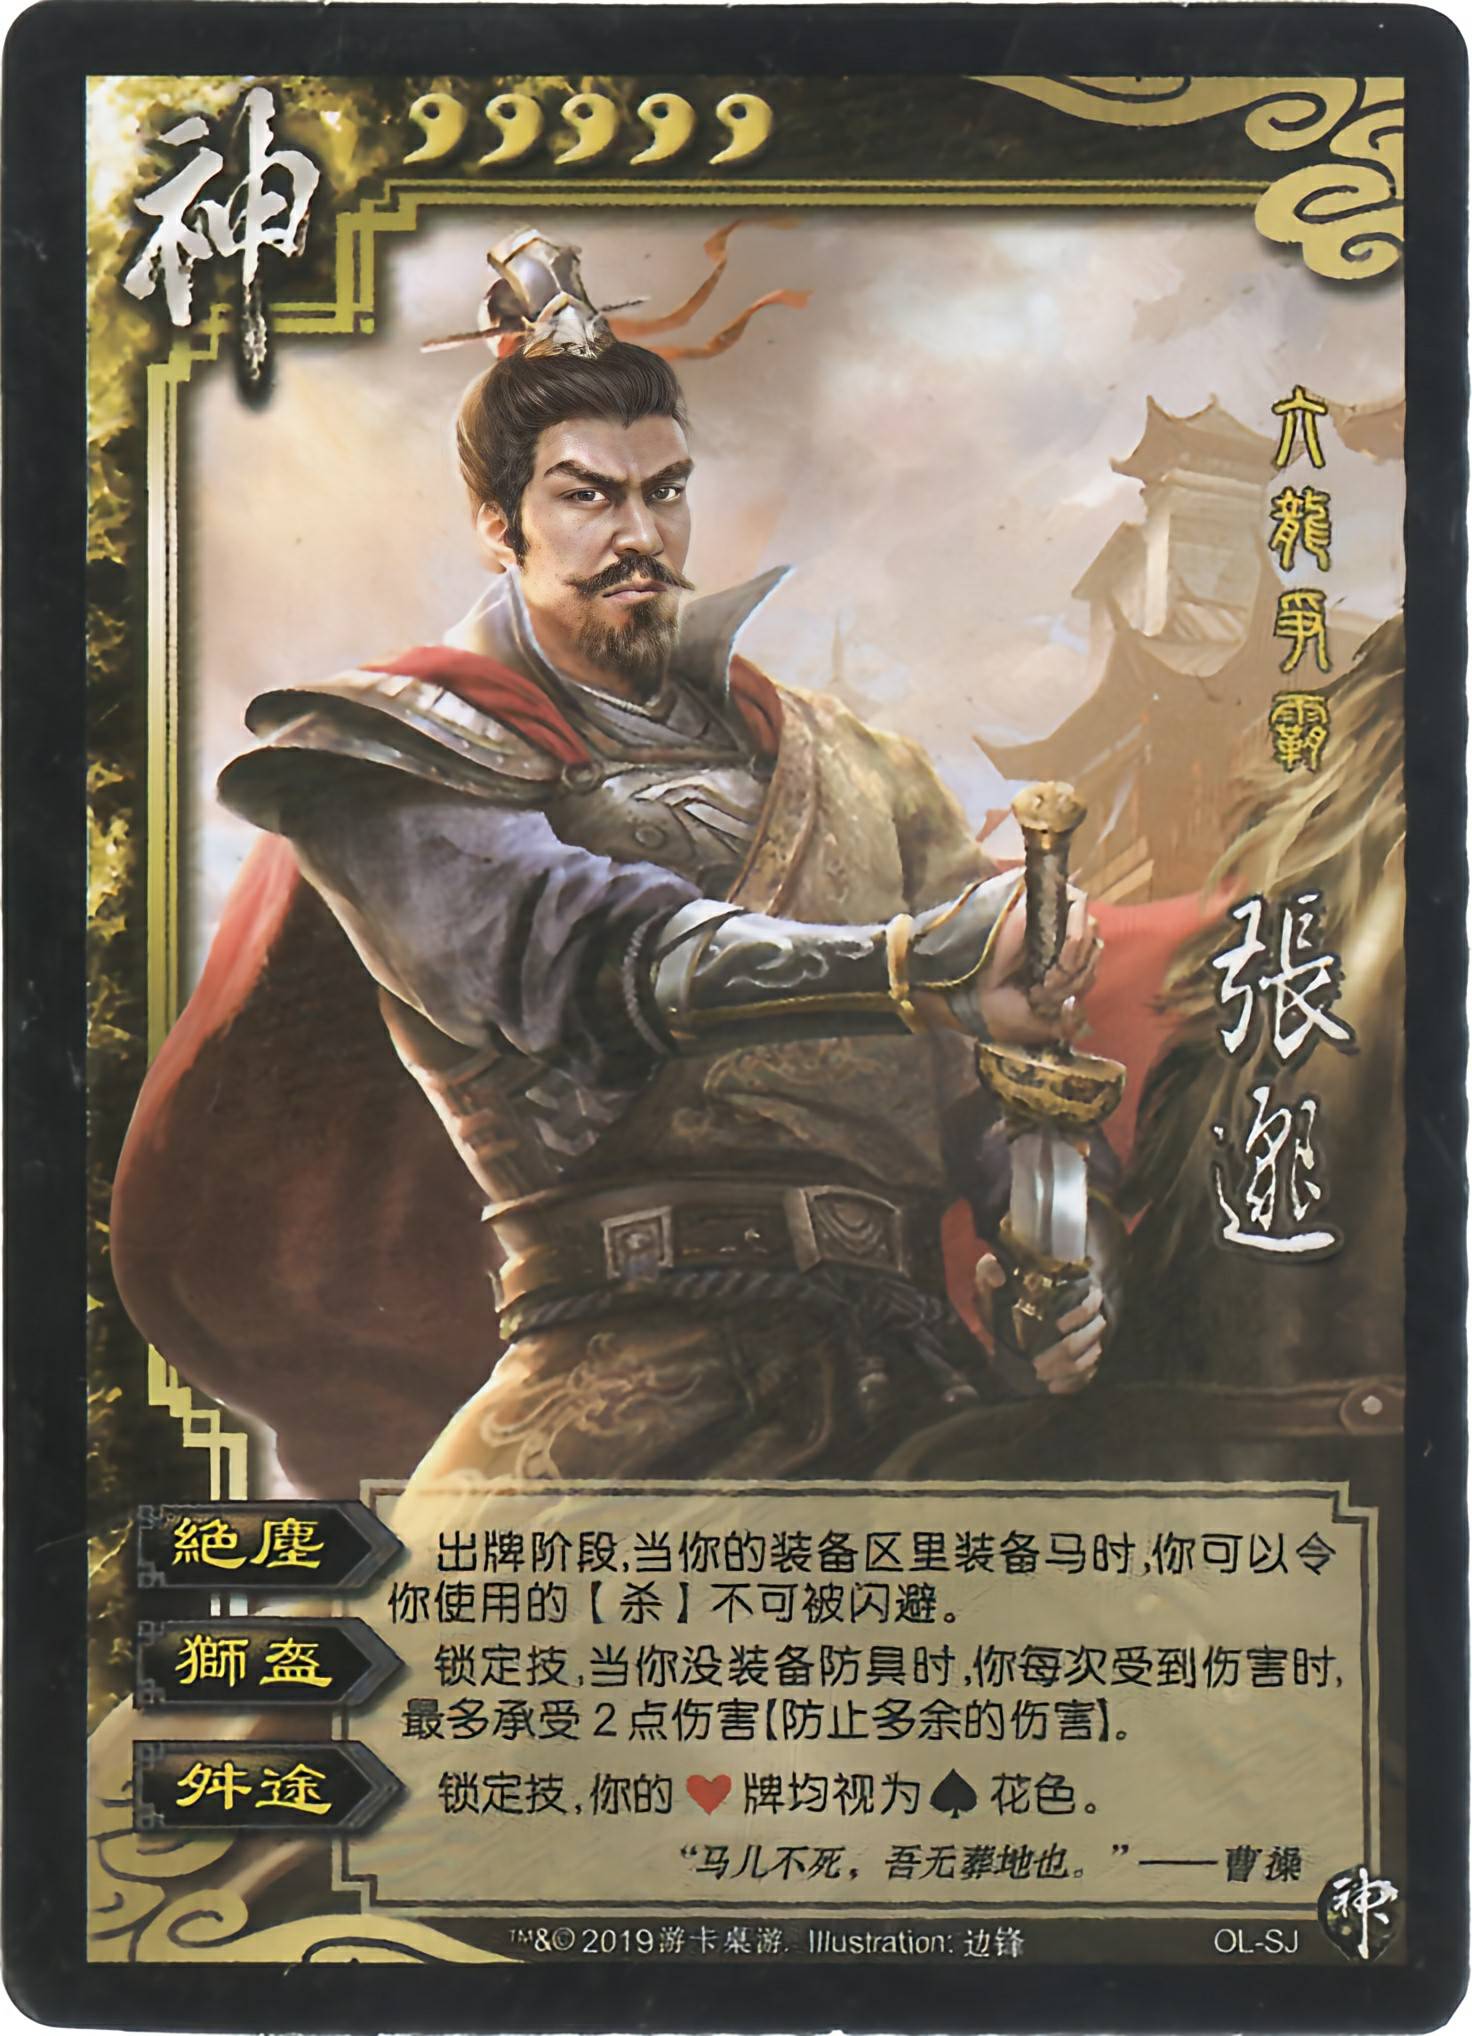 神
六龍爭霸
張邈
絕塵
出牌阶段,当你的装备区里装备马时,你可以令
你使用的【杀】不可被闪避。
獅盔
锁定技,当你没装备防具时,你每次受到伤害时,
最多承受2点伤害【防止多余的伤害】。
舛途
锁定技,你的♥牌均视为♠花色。
“马儿不死，吾无葬地也。”——曹操
™&© 2019游卡桌游. Illustration: 边锋
OL-SJ
神